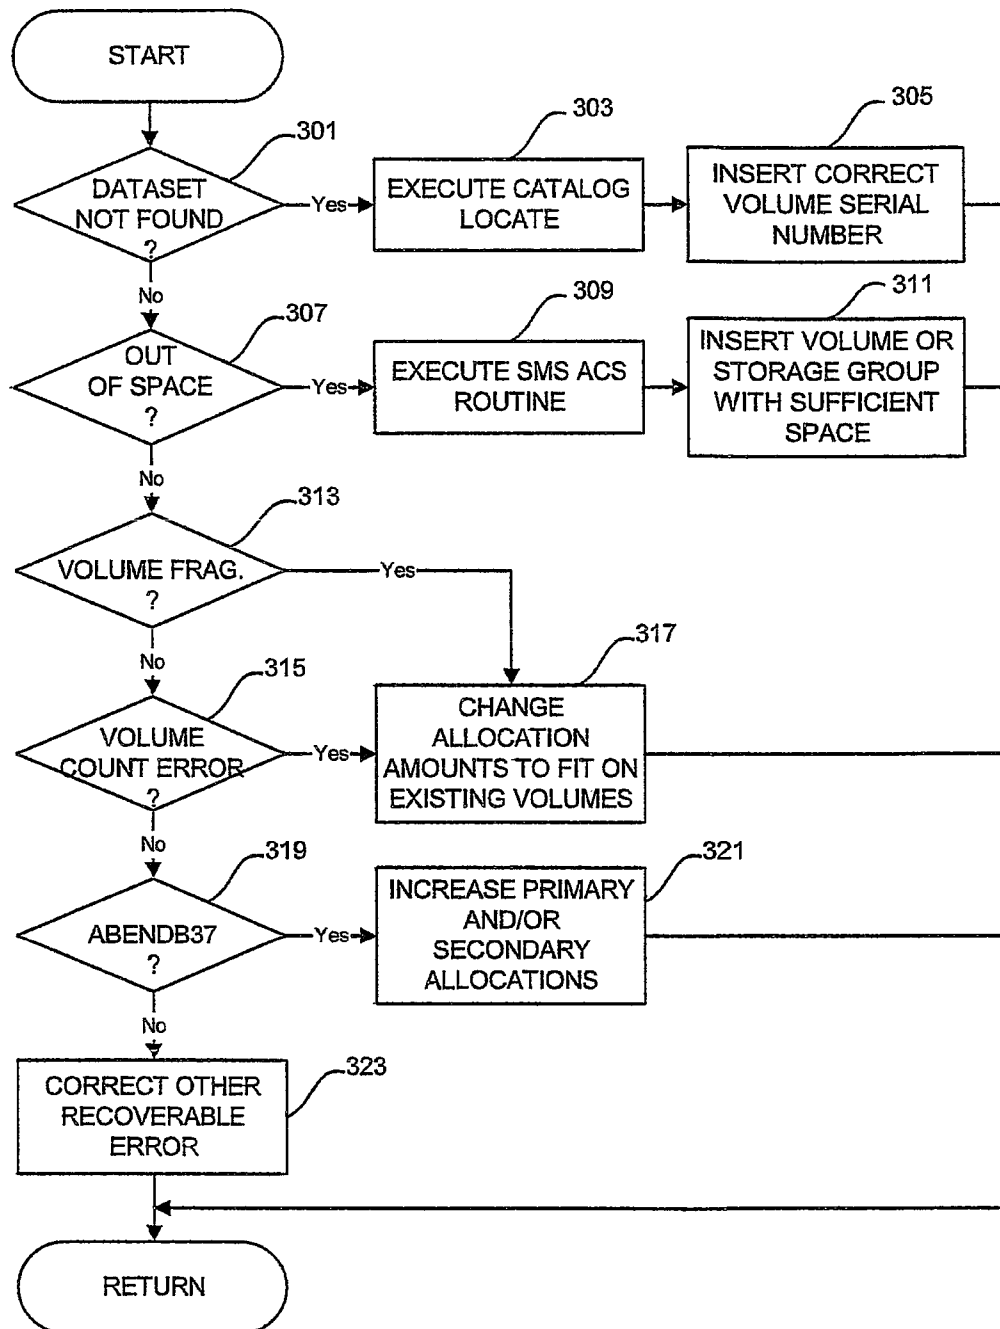 START
301
303
305
DATASET
NOT FOUND
?
Yes
EXECUTE CATALOG
LOCATE
INSERT CORRECT
VOLUME SERIAL
NUMBER
No
307
309
311
OUT
OF SPACE
?
Yes
EXECUTE SMS ACS
ROUTINE
INSERT VOLUME OR
STORAGE GROUP
WITH SUFFICIENT
SPACE
No
313
VOLUME FRAG.
?
Yes
No
315
317
VOLUME
COUNT ERROR
?
Yes
CHANGE
ALLOCATION
AMOUNTS TO FIT ON
EXISTING VOLUMES
No
319
321
ABENDB37
?
Yes
INCREASE PRIMARY
AND/OR
SECONDARY
ALLOCATIONS
No
323
CORRECT OTHER
RECOVERABLE
ERROR
RETURN